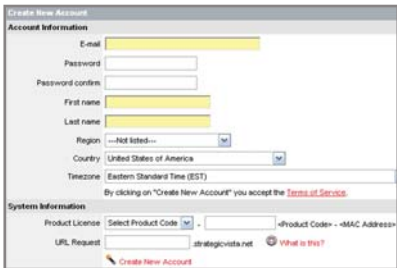 Create New Account
Account Information
E-mail
Password
Password confirm
First name
Last name
Region ---Not listed---
Country United States of America
Timezone Eastern Standard Time (EST)
By clicking on "Create New Account" you accept the Terms of Service.
System Information
Product License Select Product Code - <Product Code> - <MAC Address>
URL Request .strategicvista.net What is this?
Create New Account